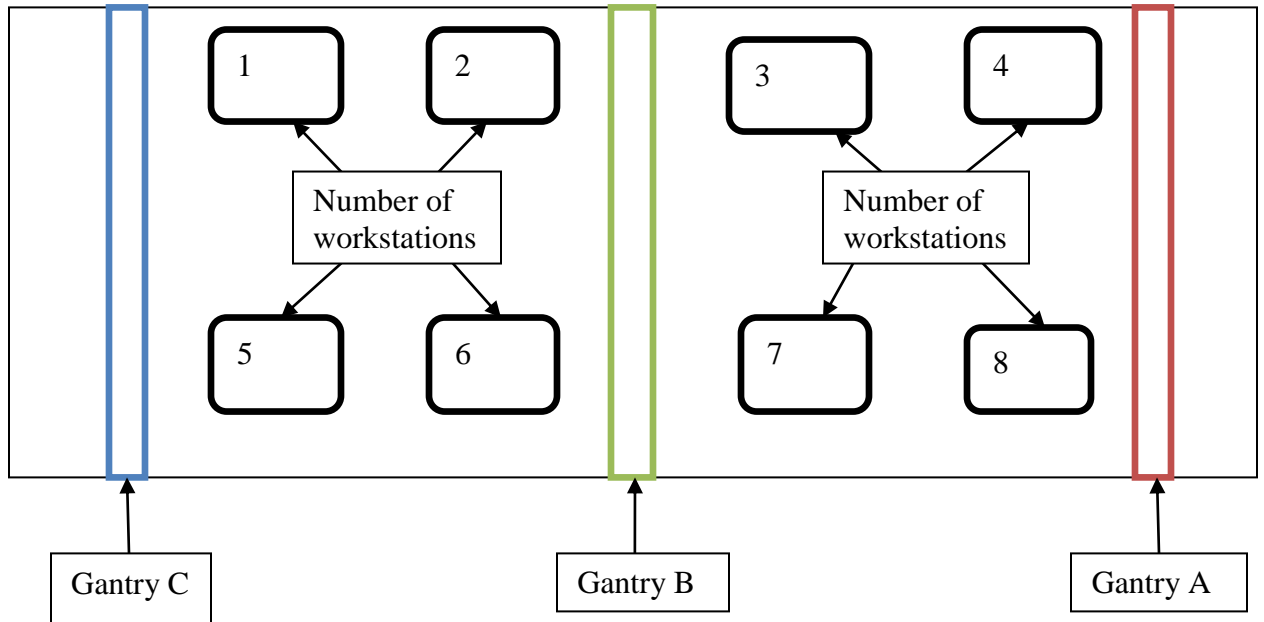 1
2
3
4
Number of
workstations
Number of
workstations
5
6
7
8
Gantry C
Gantry B
Gantry A